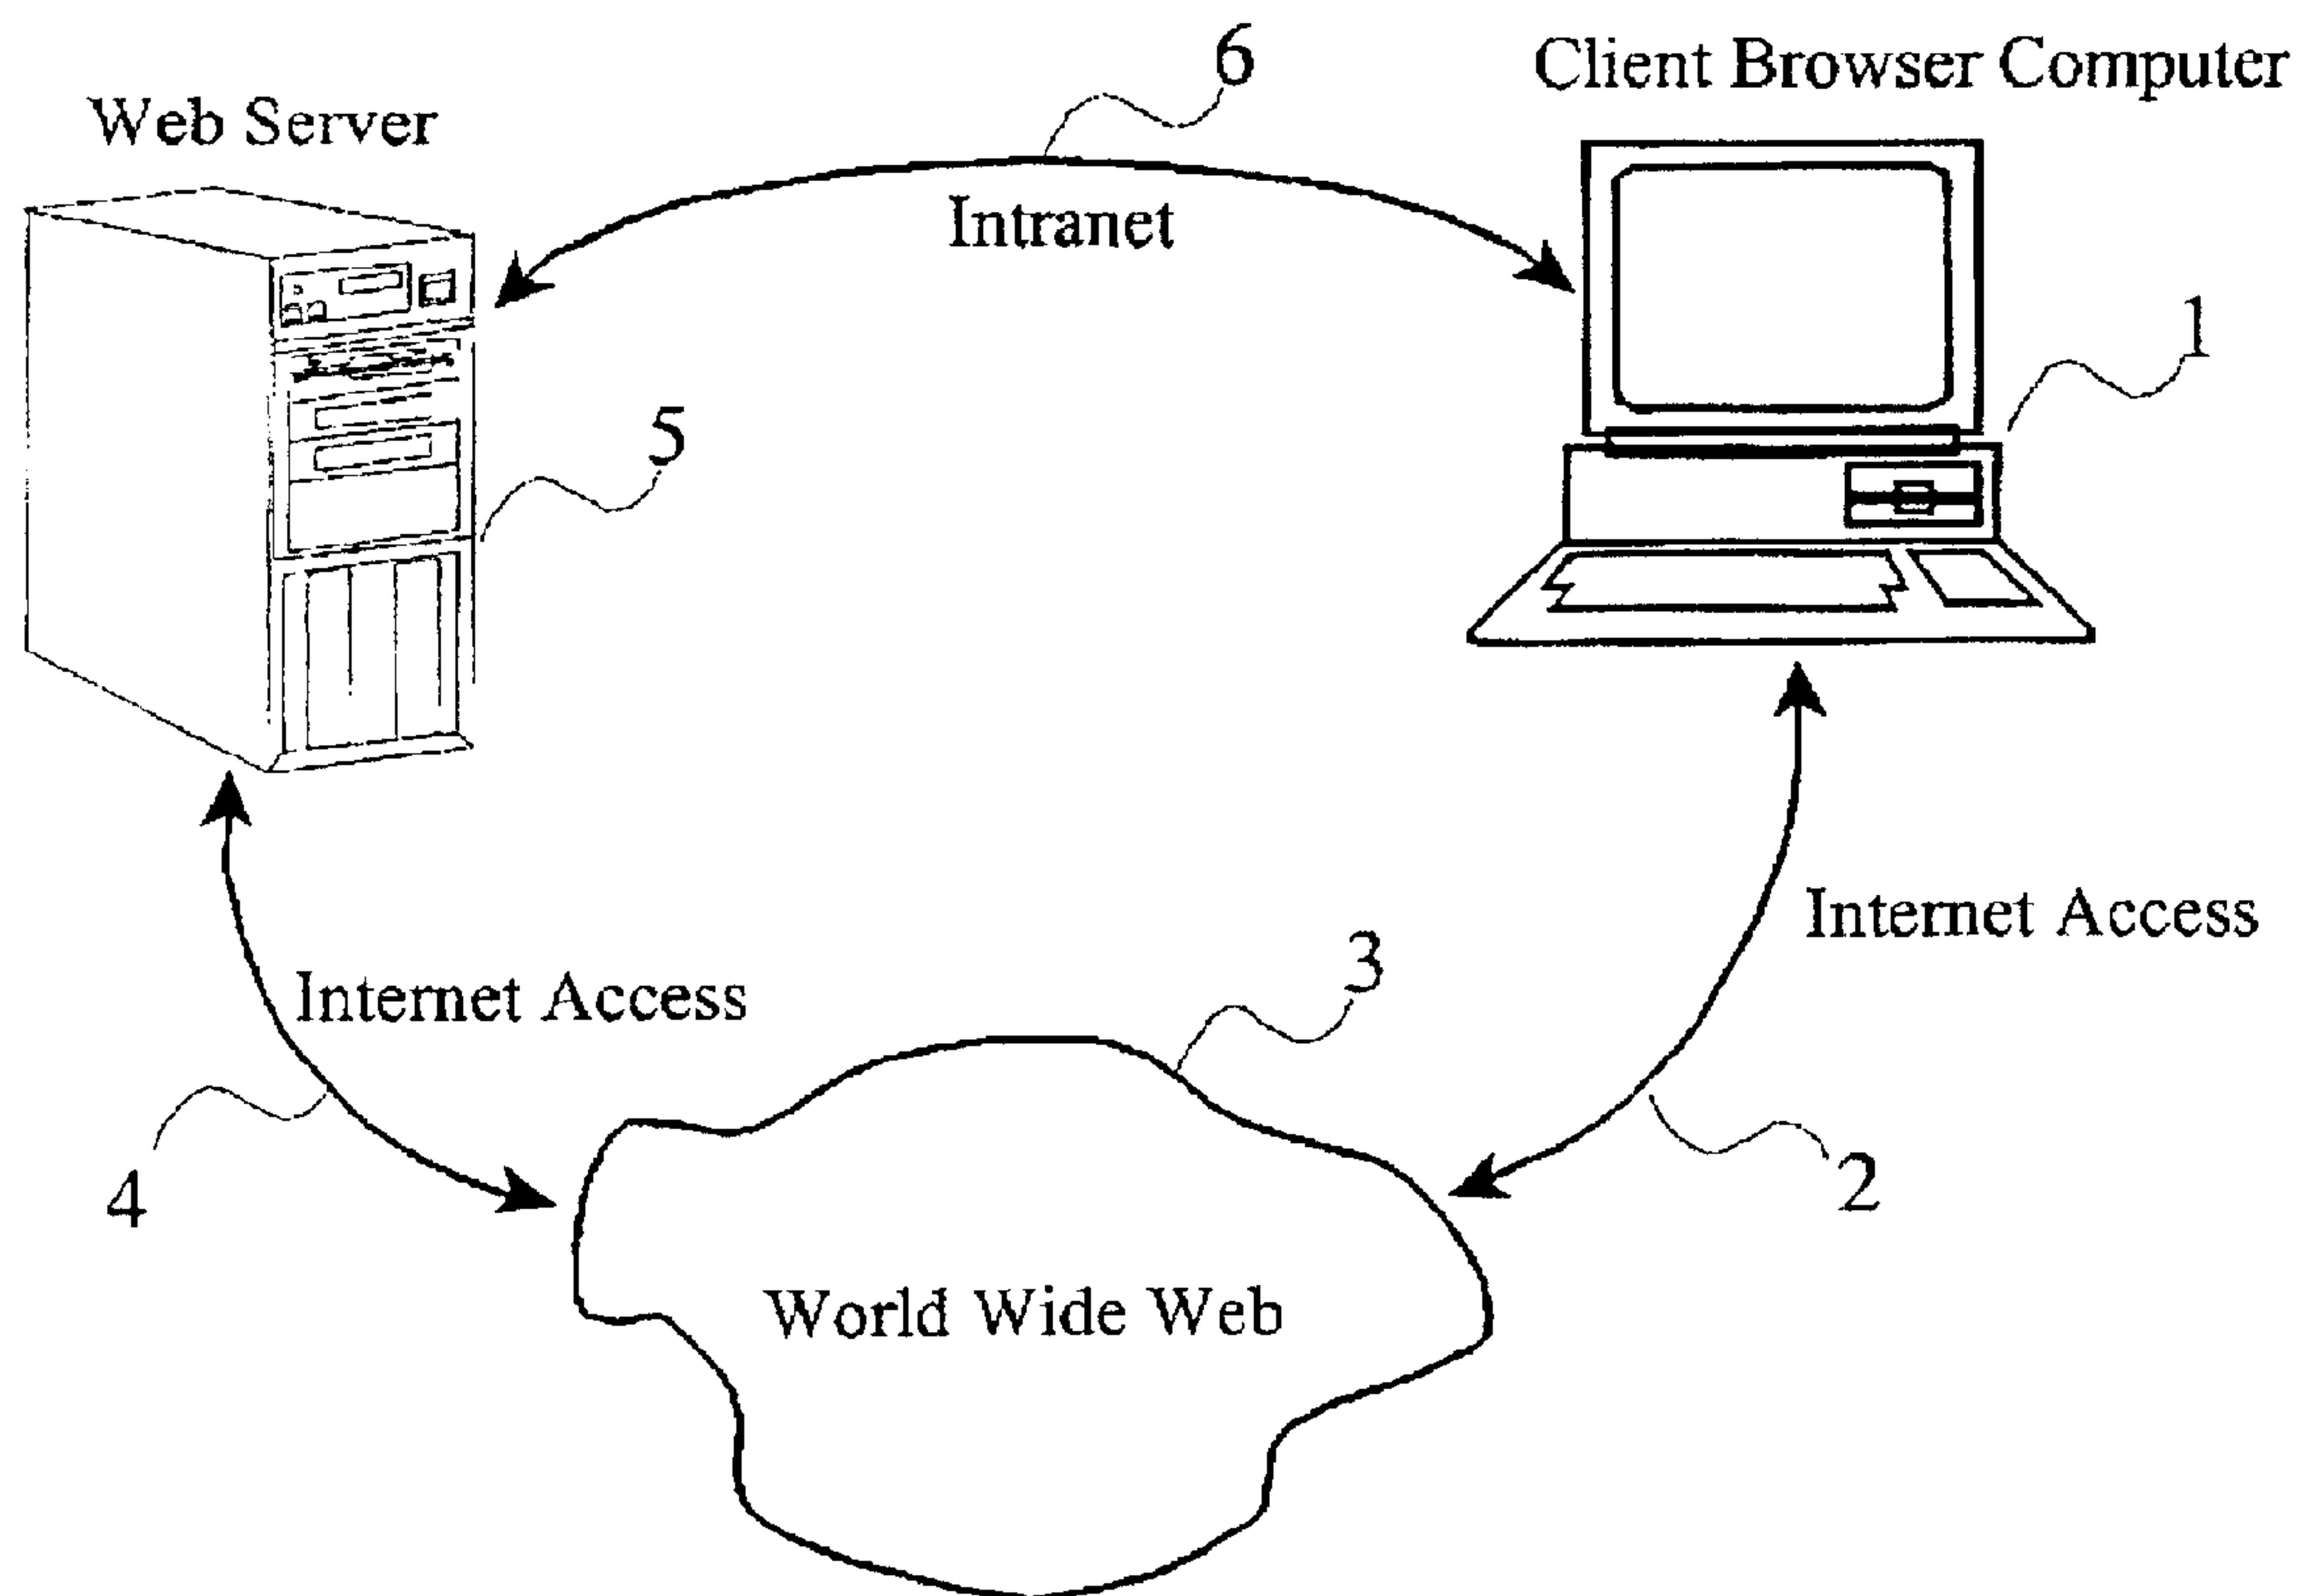 6
Client Browser Computer
Web Server
Intranet
1
5
Internet Access
3
Internet Access
4
2
World Wide Web